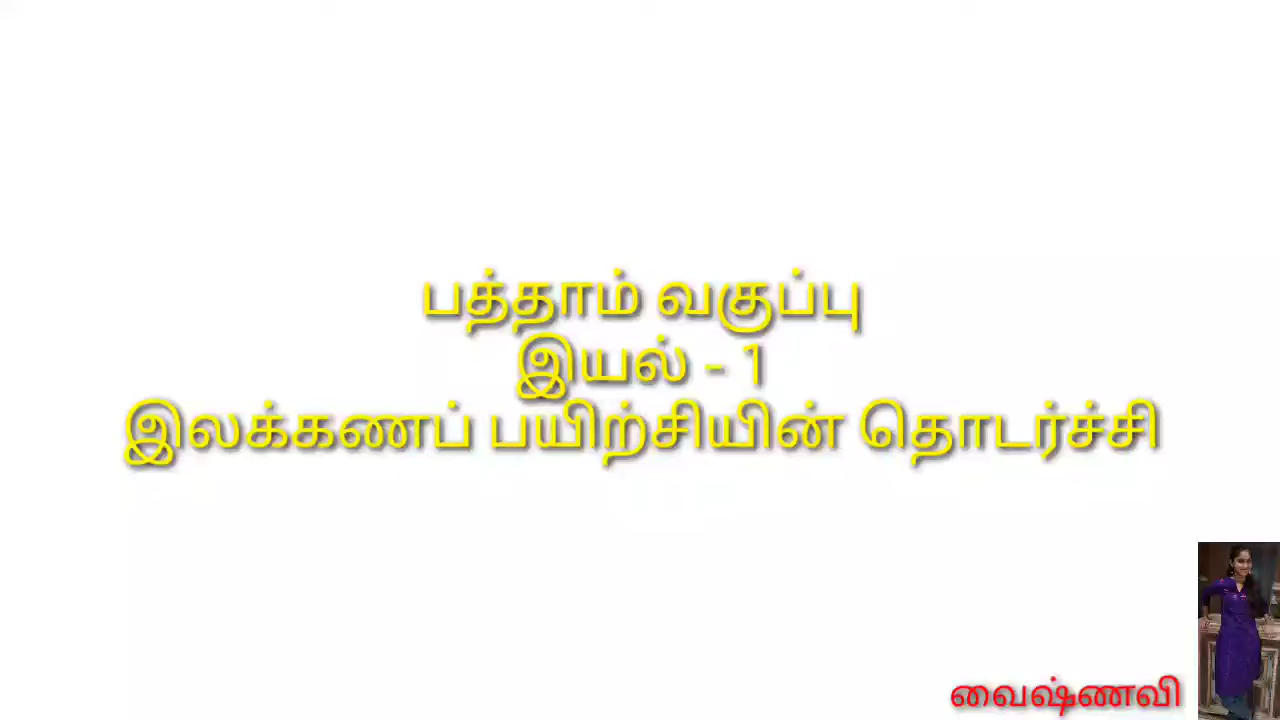 பத்தாம் வகுப்பு
இயல் - 1
இலக்கணப் பயிற்சியின் தொடர்ச்சி
வைஷ்ணவி